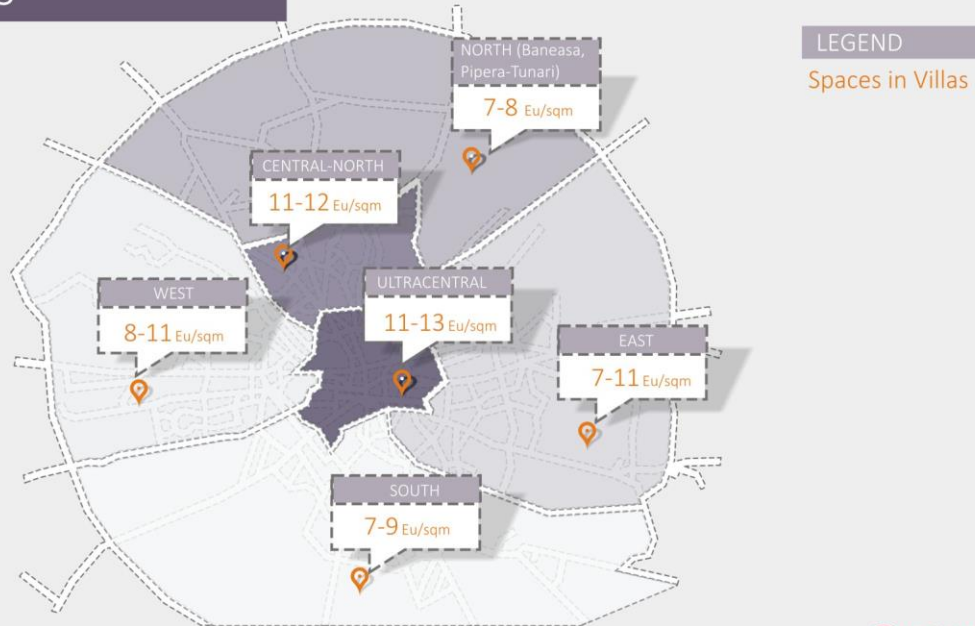 NORTH (Baneasa,
Pipera-Tunari)
7-8 Eu/sqm
CENTRAL-NORTH
11-12 Eu/sqm
WEST
8-11 Eu/sqm
ULTRACENTRAL
11-13 Eu/sqm
EAST
7-11 Eu/sqm
SOUTH
7-9 Eu/sqm
LEGEND
Spaces in Villas